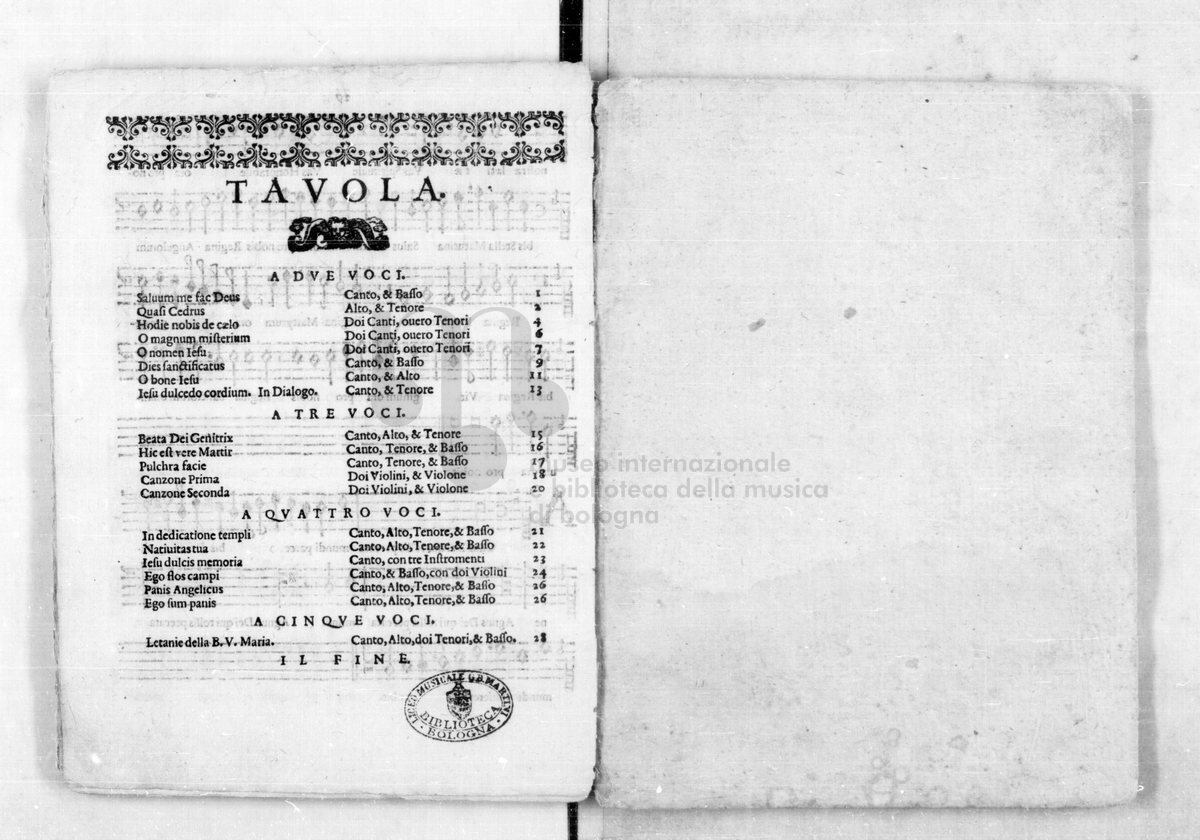 TAVOLA.
A DVE VOCI.
Saluum me fac Deus Canto, & Baſſo 1
Quaſi Cedrus Alto, & Tenore 2
Hodie nobis de cælo Doi Canti, ouero Tenori 4
O magnum miſterium Doi Canti, ouero Tenori 6
O nomen Ieſu Doi Canti, ouero Tenori 7
Dies ſanctificatus Canto, & Baſſo 9
O bone Ieſu Canto, & Alto 11
Ieſu dulcedo cordium. In Dialogo. Canto, & Tenore 13
A TRE VOCI.
Beata Dei Genitrix Canto, Alto, & Tenore 15
Hic eſt vere Martir Canto, Tenore, & Baſſo 16
Pulchra facie Canto, Tenore, & Baſſo 17
Canzone Prima Doi Violini, & Violone 18
Canzone Seconda Doi Violini, & Violone 20
A QVATTRO VOCI.
In dedicatione templi Canto, Alto, Tenore, & Baſſo 21
Natiuitas tua Canto, Alto, Tenore, & Baſſo 22
Ieſu dulcis memoria Canto, con tre Inſtromenti 23
Ego flos campi Canto, & Baſſo, con doi Violini 24
Panis Angelicus Canto, Alto, Tenore, & Baſſo 26
Ego ſum panis Canto, Alto, Tenore, & Baſſo 26
A CINQVE VOCI.
Letanie della B. V. Maria. Canto, Alto, doi Tenori, & Baſſo. 28
IL FINE.
LICEO MUSICALE G.B. MARTINI
BIBLIOTECA
BOLOGNA
museo internazionale
e biblioteca della musica
di bologna